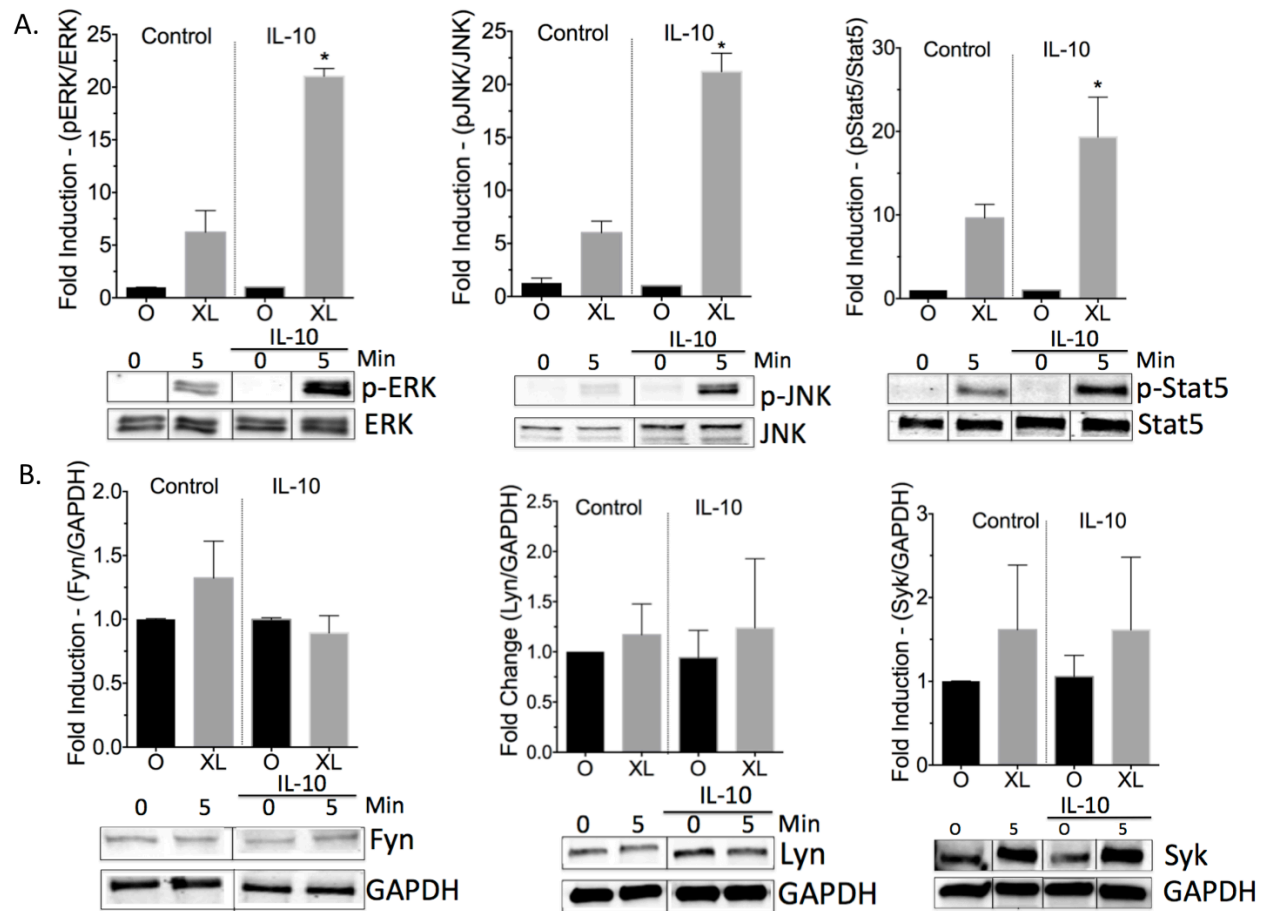 A.
Control IL-10
Fold Induction - (pERK/ERK)
25
20
15
10
5
0
*
O XL O XL
IL-10
0 5 0 5 Min
p-ERK
ERK
Control IL-10
Fold Induction - (pJNK/JNK)
25
20
15
10
5
0
*
O XL O XL
IL-10
0 5 0 5 Min
p-JNK
JNK
Control IL-10
Fold Induction - (pStat5/Stat5)
30
20
10
0
*
O XL O XL
IL-10
0 5 0 5 Min
p-Stat5
Stat5
B.
Control IL-10
Fold Induction - (Fyn/GAPDH)
2.0
1.5
1.0
0.5
0.0
O XL O XL
IL-10
0 5 0 5 Min
Fyn
GAPDH
Control IL-10
Fold Change (Lyn/GAPDH)
2.5
2.0
1.5
1.0
0.5
0.0
O XL O XL
IL-10
0 5 0 5 Min
Lyn
GAPDH
Control IL-10
Fold Induction - (Syk/GAPDH)
3
2
1
0
O XL O XL
IL-10
O 5 O 5
Syk
GAPDH